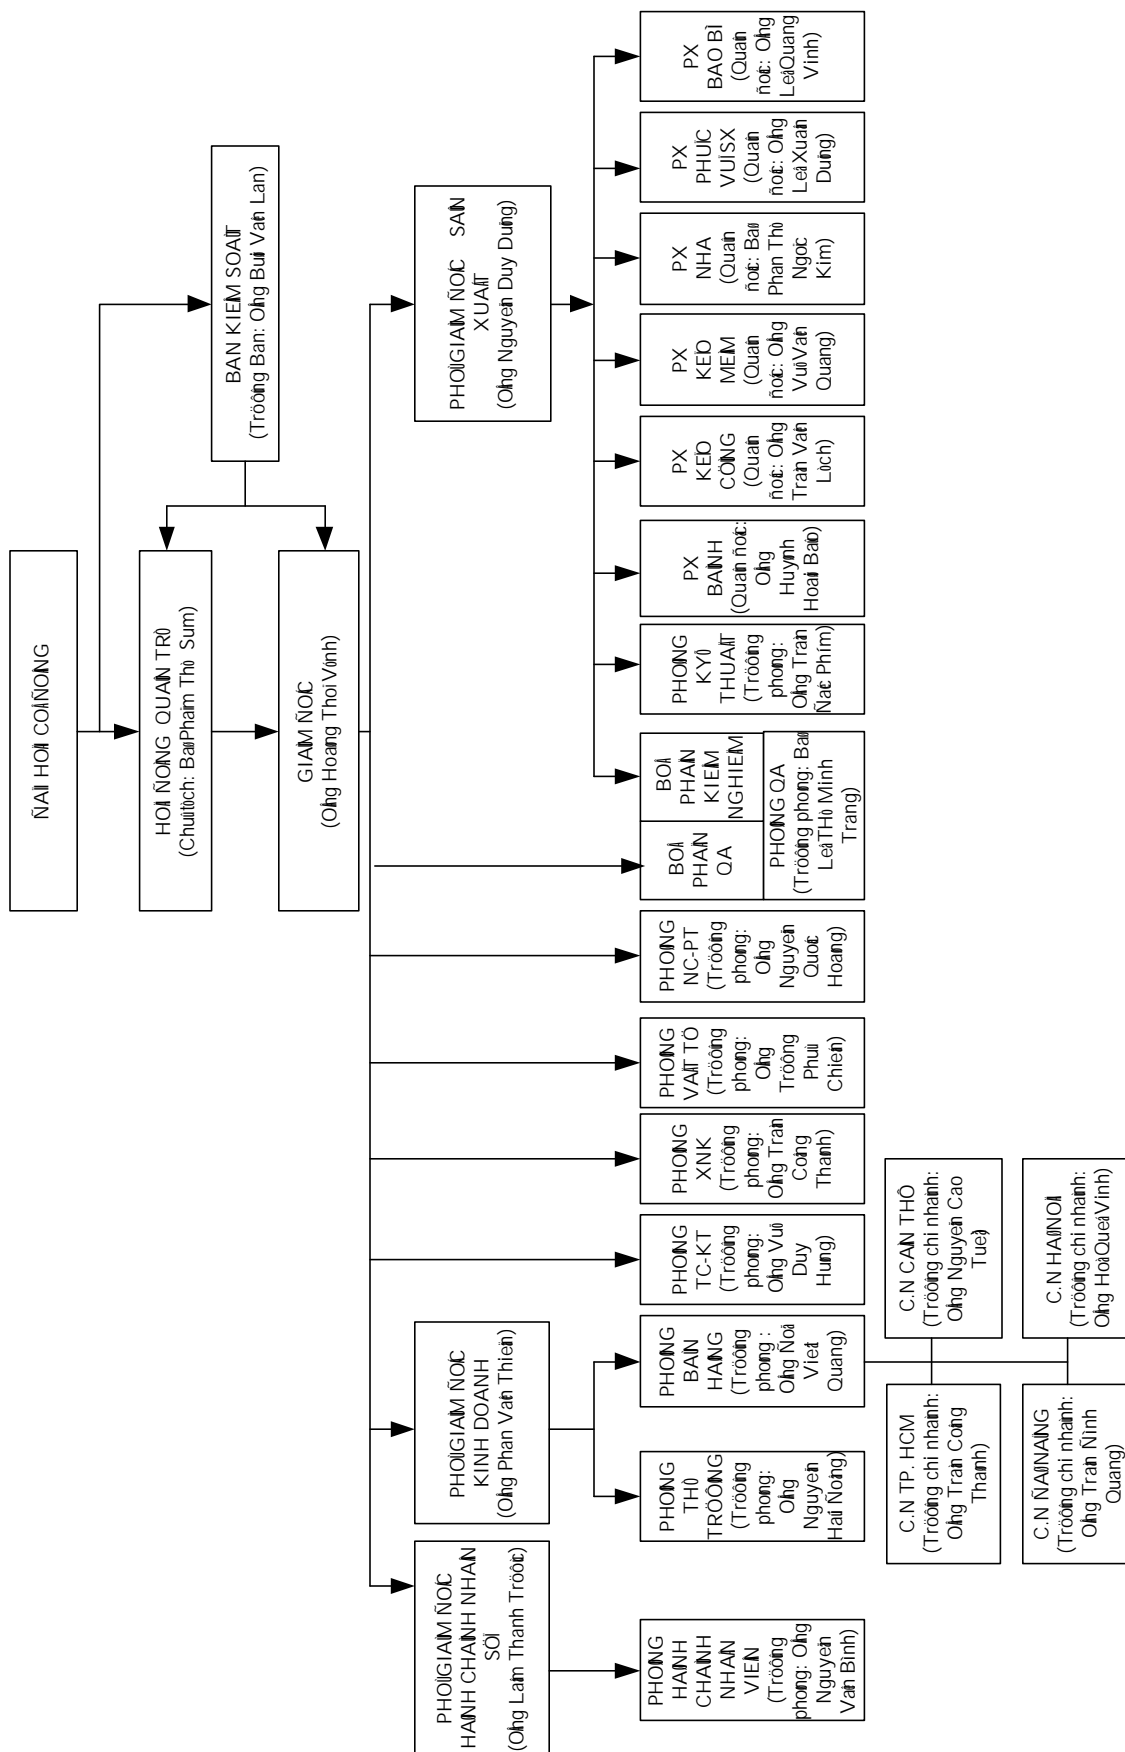 ÑAÏI HOÄI COÅ ÑOÂNG
HOÄI ÑOÀNG QUAÛN TRÒ
(Chuû tòch: Baø Phaïm Thò Sum)
BAN KIEÅM SOAÙT
(Tröôûng Ban: OÂng Buøi Vaên Lan)
GIAÙM ÑOÁC
(OÂng Hoaøng Thoï Vónh)
PHOÙ GIAÙM ÑOÁC
HAØNH CHAÙNH NHAÂN
SÖÏ
(OÂng Laâm Thanh Tröôùc)
PHOÙ GIAÙM ÑOÁC
KINH DOANH
(OÂng Phan Vaên Thieän)
PHOÙ GIAÙM ÑOÁC SAÛN
XUAÁT
(OÂng Nguyeãn Duy Duõng)
PHOØNG
HAØNH
CHAÙNH
NHAÂN
VIEÂN
(Tröôûng
phoøng: OÂng
Nguyeãn
Vaên Bình)
PHOØNG
THÒ
TRÖÔØNG
(Tröôûng
phoøng:
OÂng
Nguyeãn
Haûi Ñoâng)
PHOØNG
BAÙN
HAØNG
(Tröôûng
phoøng :
OÂng Ñoã
Vieät
Quang)
PHOØNG
TC-KT
(Tröôûng
phoøng:
OÂng Vuõ
Duy
Hưng)
PHOØNG
XNK
(Tröôûng
phoøng:
OÂng Traàn
Coâng
Thanh)
PHOØNG
VAÄT TÖ
(Tröôûng
phoøng:
OÂng
Tröông
Phuù
Chieán)
PHOØNG
NC-PT
(Tröôûng
phoøng:
OÂng
Nguyeãn
Quoác
Hoaøng)
BOÄ
PHAÄN
QA
BOÄ
PHAÄN
KIEÅM
NGHIEÄM
PHOØNG QA
(Tröôûng phoøng: Baø
Leâ THò Minh
Trang)
PHOØNG
KYÕ
THUAÄT
(Tröôûng
phoøng:
OÂng Traàn
Ñaéc Phím)
PX
BAÙNH
(Quaûn ñoác:
OÂng
Huyønh
Hoaøi Baûo)
PX
KEÏO
CÖÙNG
(Quaûn
ñoác: OÂng
Traàn Vaên
Lòch)
PX
KEÏO
MEÀM
(Quaûn
ñoác: OÂng
Vuõ Vaên
Quang)
PX
NHA
(Quaûn
ñoác: Baø
Phan Thò
Ngoïc
Kim)
PX
PHUÏC
VUÏ SX
(Quaûn
ñoác: OÂng
Leâ Xuaân
Duõng)
PX
BAO BÌ
(Quaûn
ñoác: OÂng
Leâ Quang
Vinh)
C.N TP. HCM
(Tröôûng chi nhaùnh:
OÂng Traàn Coâng
Thanh)
C.N CAÀN THÔ
(Tröôûng chi nhaùnh:
OÂng Nguyeãn Cao
Tueä)
C.N ÑAØ NAÜNG
(Tröôûng chi nhaùnh:
OÂng Traàn Ñình
Quang)
C.N HAØ NOÄI
(Tröôûng chi nhaùnh:
OÂng Hoà Queá Vinh)